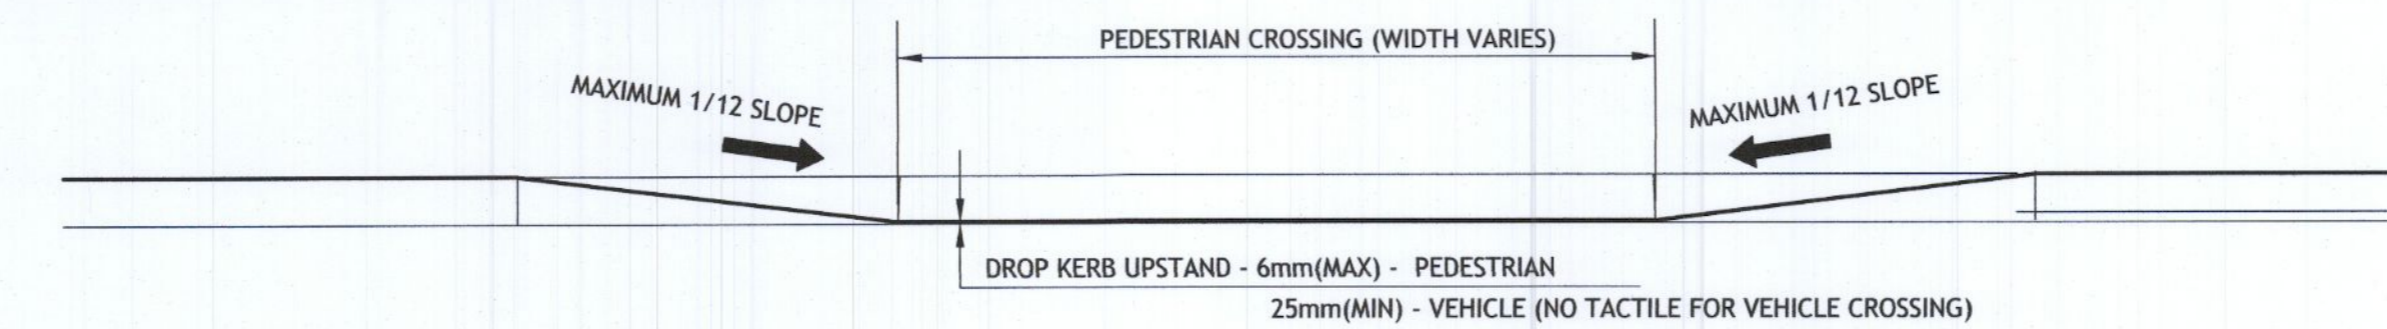 PEDESTRIAN CROSSING (WIDTH VARIES)
MAXIMUM 1/12 SLOPE
MAXIMUM 1/12 SLOPE
DROP KERB UPSTAND - 6mm(MAX) - PEDESTRIAN
25mm(MIN) - VEHICLE (NO TACTILE FOR VEHICLE CROSSING)